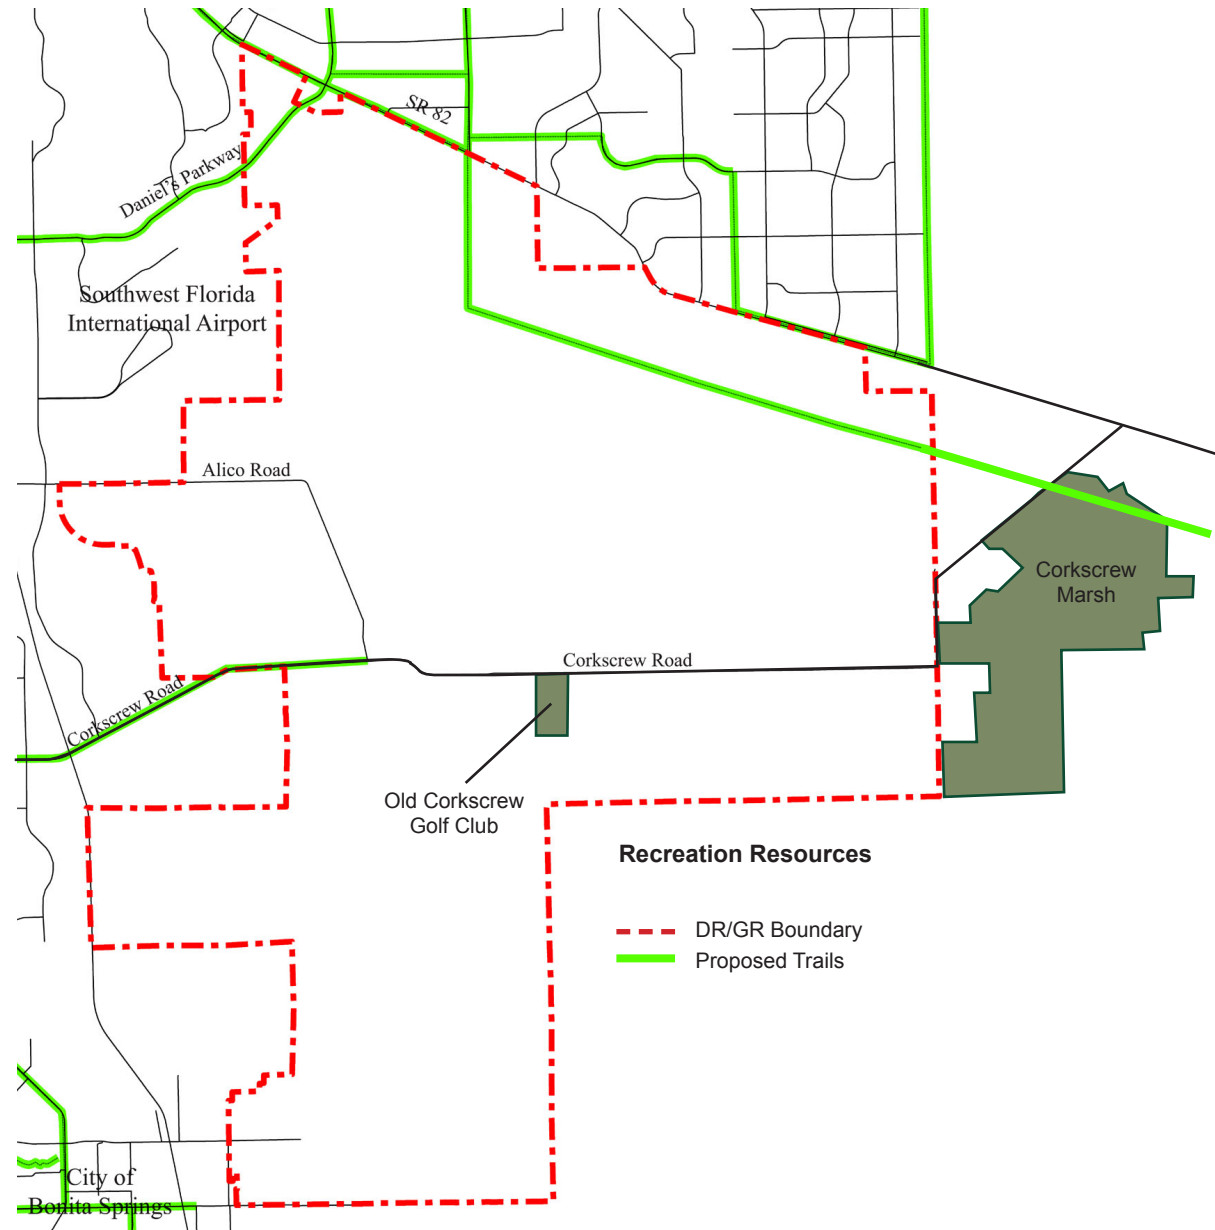 SR 82
Daniel's Parkway
Southwest Florida
International Airport
Alico Road
Corkscrew
Marsh
Corkscrew Road
Corkscrew Road
Old Corkscrew
Golf Club
Recreation Resources
DR/GR Boundary
Proposed Trails
City of
Bonita Springs